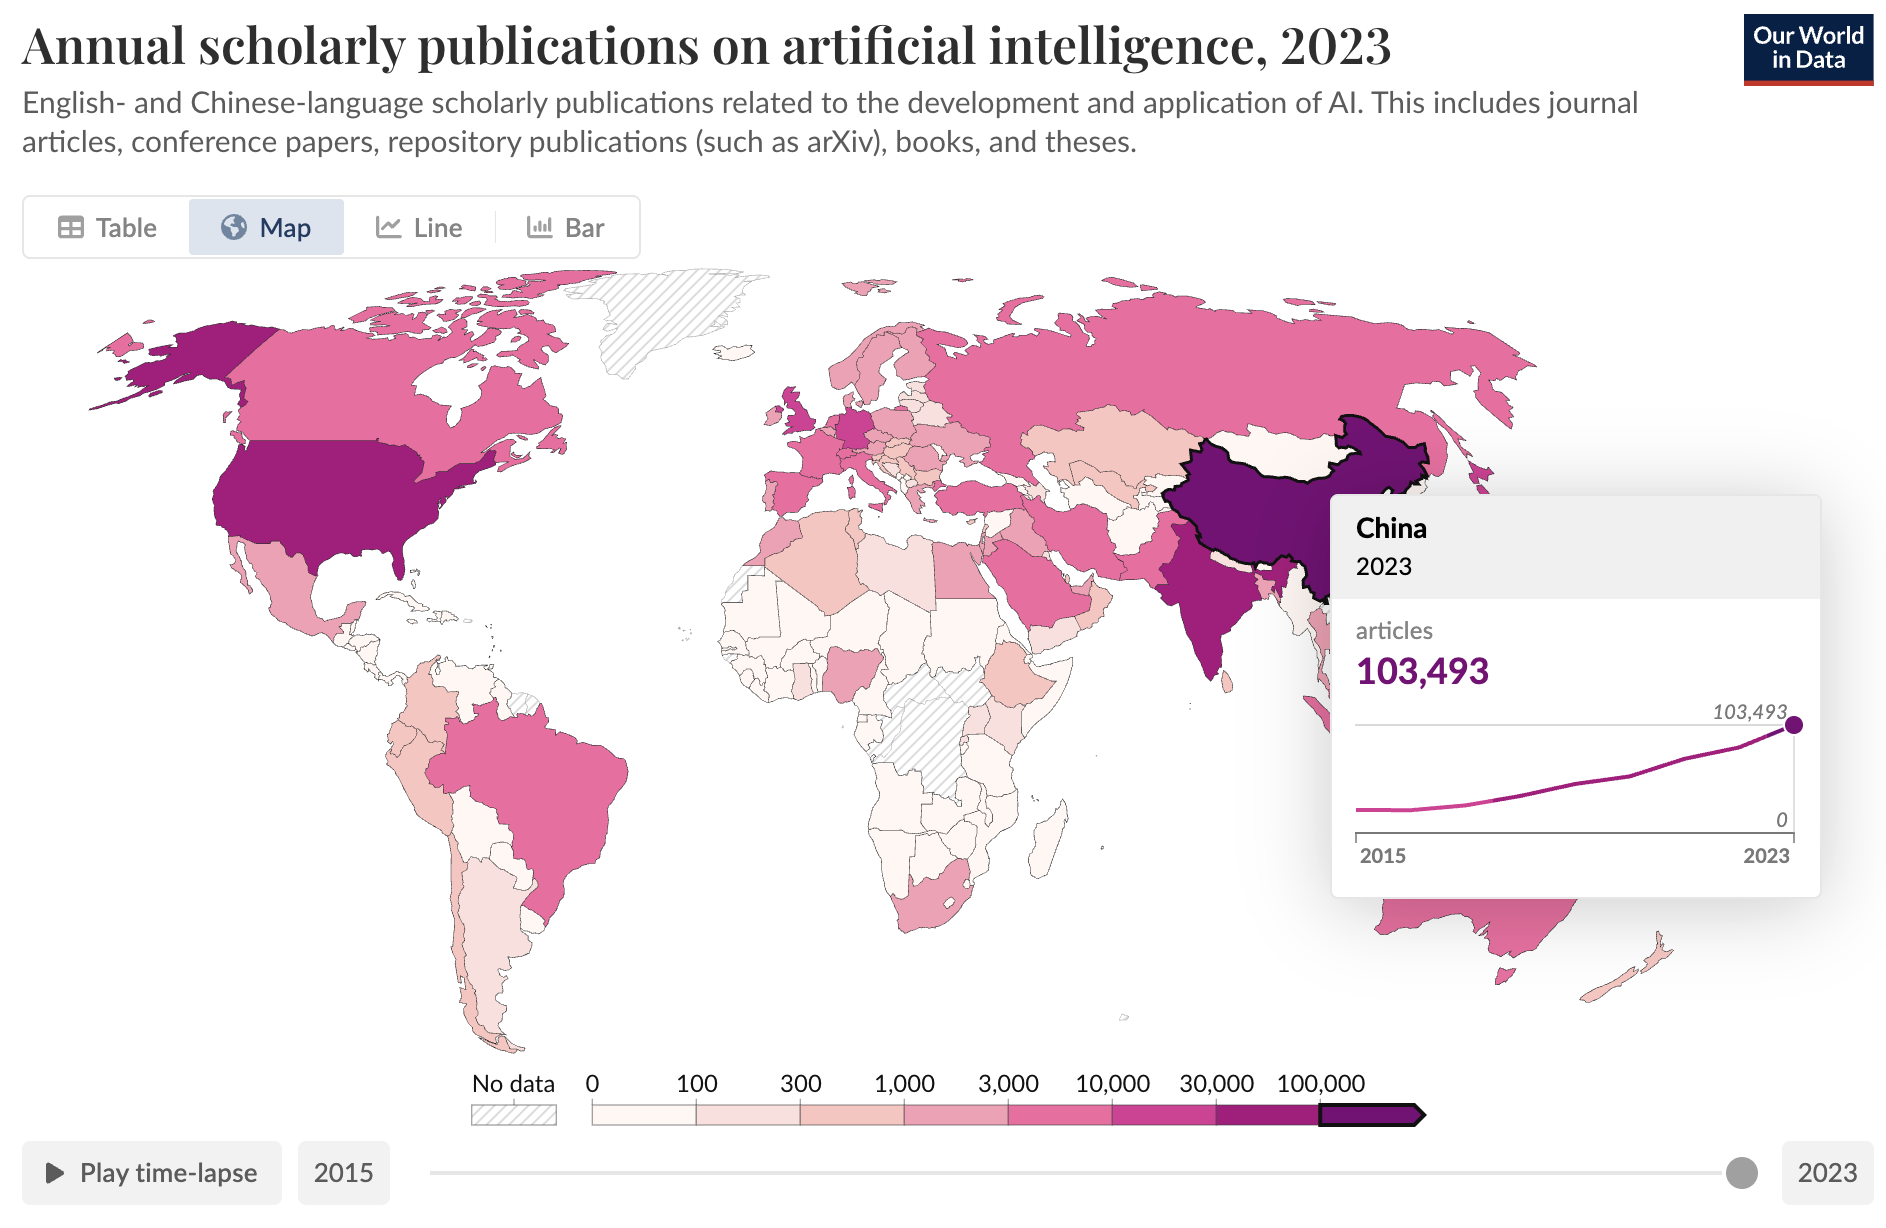 Annual scholarly publications on artificial intelligence, 2023
Our World
in Data
English- and Chinese-language scholarly publications related to the development and application of AI. This includes journal
articles, conference papers, repository publications (such as arXiv), books, and theses.
Table Map Line Bar
China
2023
articles
103,493
103,493
0
2015 2023
No data 0 100 300 1,000 3,000 10,000 30,000 100,000
Play time-lapse 2015 2023